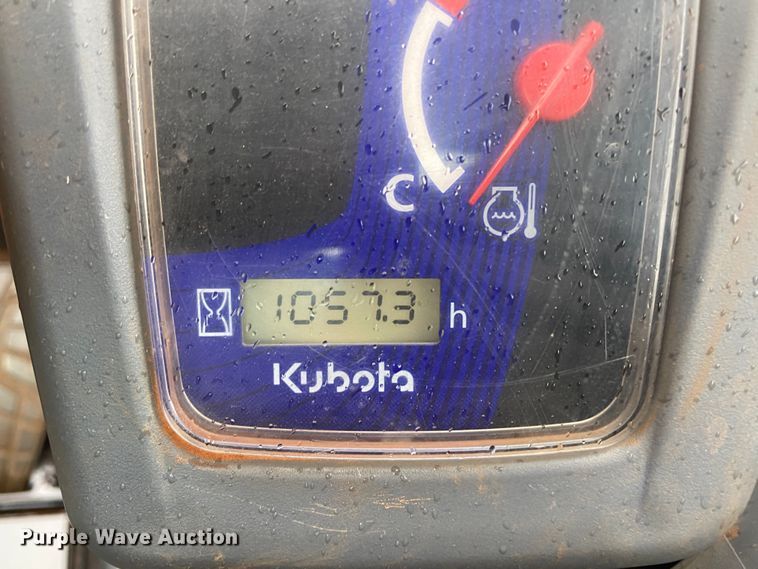 C
1057.3 h
Kubota
Purple Wave Auction